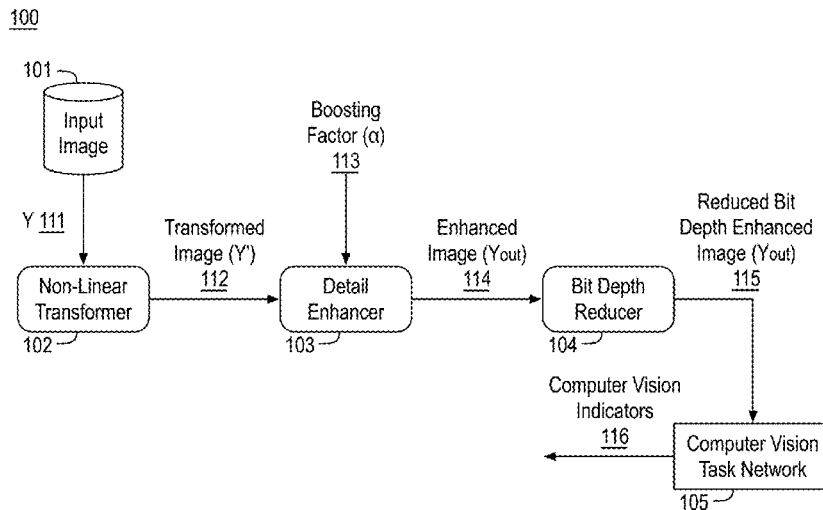 100
101
Input
Image
Y 111
Boosting
Factor (α)
113
Transformed
Image (Y')
112
Enhanced
Image (Yout)
114
Reduced Bit
Depth Enhanced
Image (Yout)
115
Non-Linear
Transformer
102
Detail
Enhancer
103
Bit Depth
Reducer
104
Computer Vision
Indicators
116
Computer Vision
Task Network
105